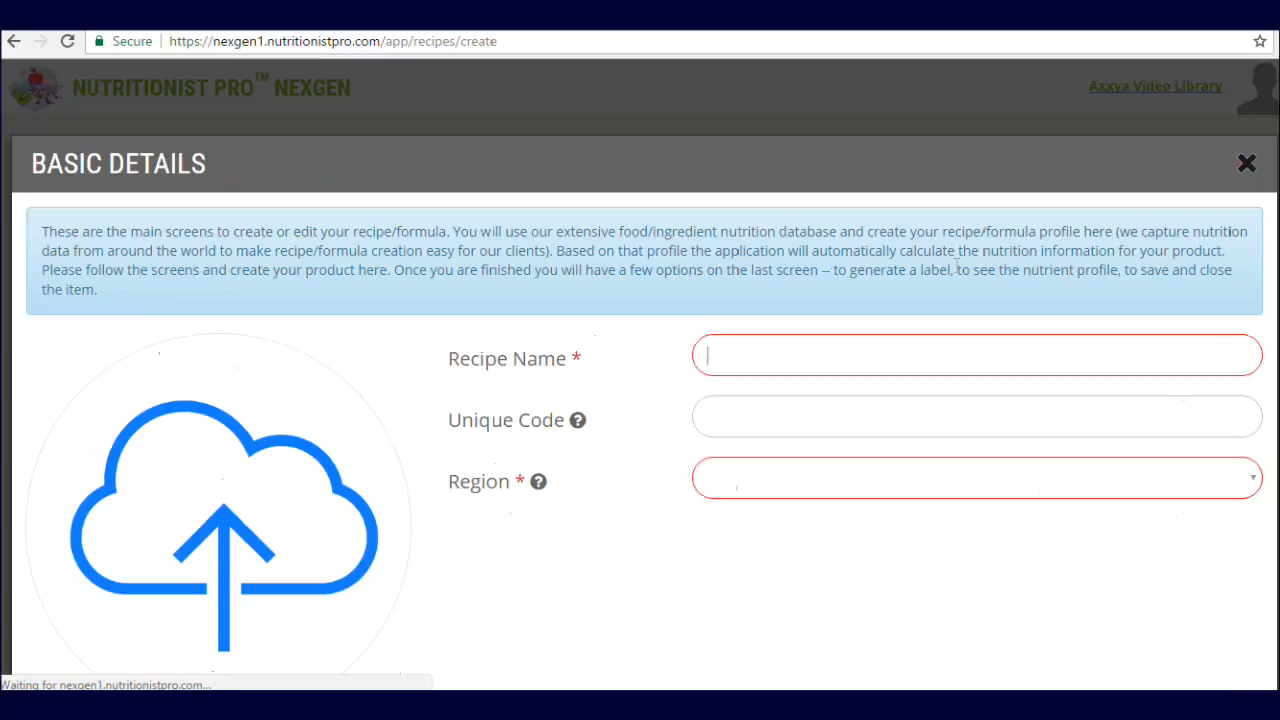 Secure https://nexgen1.nutritionistpro.com/app/recipes/create
NUTRITIONIST PRO™ NEXGEN
Axxya Video Library
BASIC DETAILS
These are the main screens to create or edit your recipe/formula. You will use our extensive food/ingredient nutrition database and create your recipe/formula profile here (we capture nutrition
data from around the world to make recipe/formula creation easy for our clients). Based on that profile the application will automatically calculate the nutrition information for your product.
Please follow the screens and create your product here. Once you are finished you will have a few options on the last screen -- to generate a label, to see the nutrient profile, to save and close
the item.
Recipe Name *
Unique Code ?
Region * ?
Waiting for nexgen1.nutritionistpro.com...